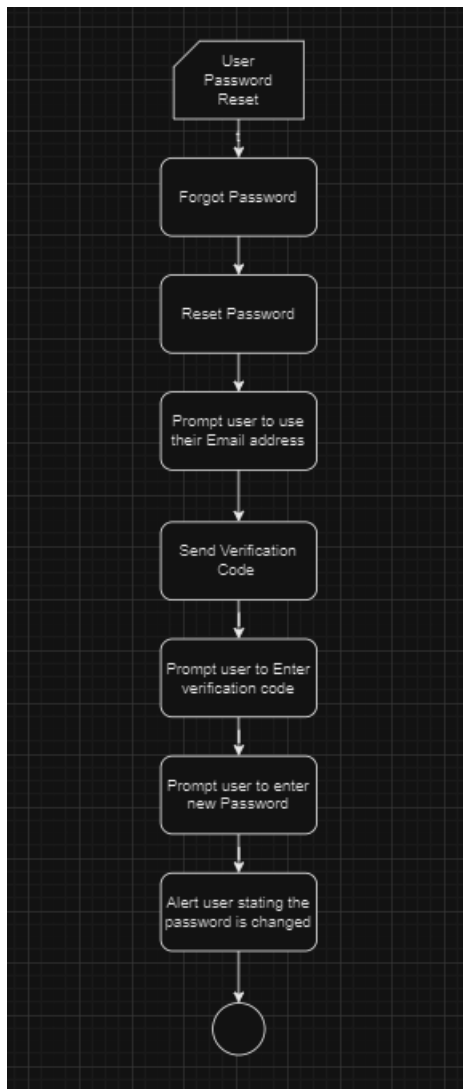 User
Password
Reset
Forgot Password
Reset Password
Prompt user to use
their Email address
Send Verification
Code
Prompt user to Enter
verification code
Prompt user to enter
new Password
Alert user stating the
password is changed